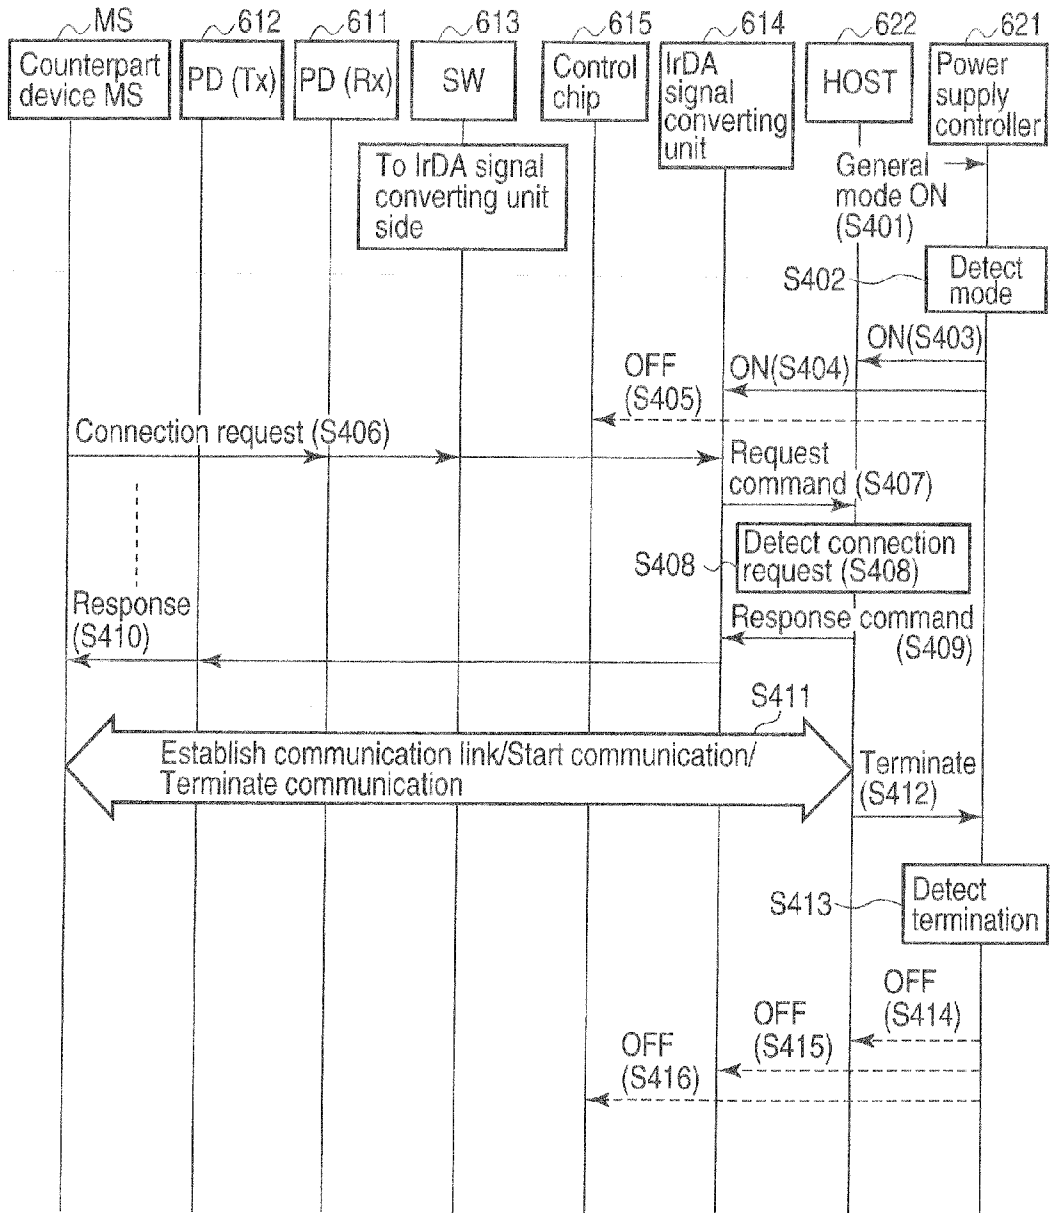 MS
612
611
613
615
614
622
621
Counterpart
device MS
PD (Tx)
PD (Rx)
SW
Control
chip
IrDA
signal
converting
unit
HOST
Power
supply
controller
To IrDA signal
converting unit
side
General
mode ON
(S401)
S402
Detect
mode
ON(S403)
ON(S404)
OFF
(S405)
Connection request (S406)
Request
command (S407)
S408
Detect connection
request (S408)
Response command
(S409)
Response
(S410)
S411
Establish communication link/Start communication/
Terminate communication
Terminate
(S412)
S413
Detect
termination
OFF
(S414)
OFF
(S415)
OFF
(S416)